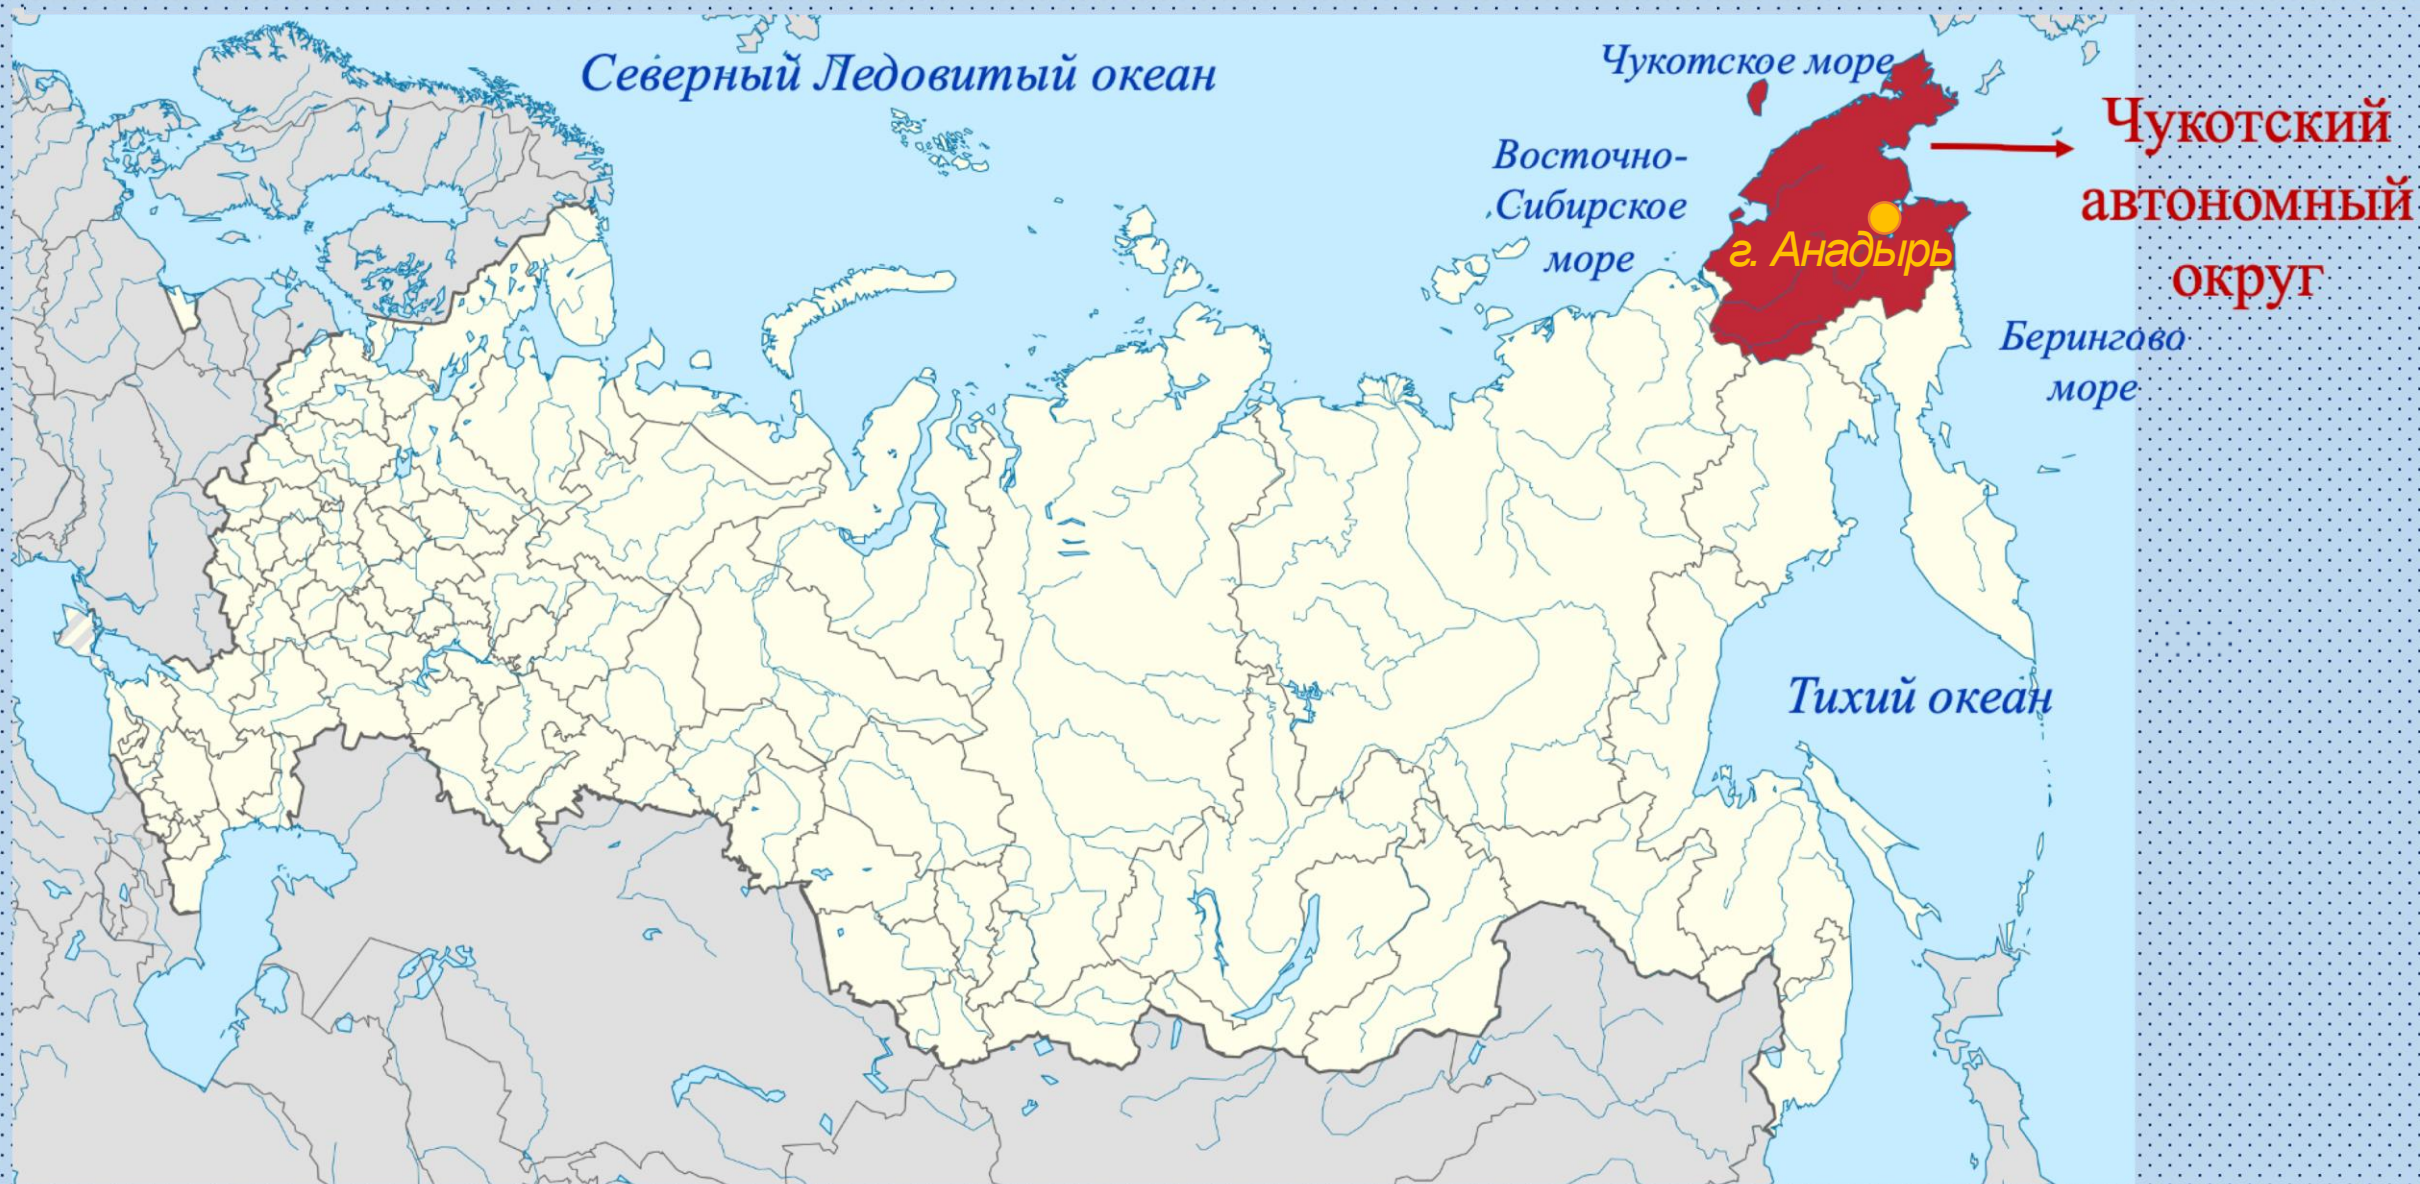 Северный Ледовитый океан
Чукотское море
Восточно-
Сибирское
море
Чукотский
автономный
округ
г. Анадырь
Берингово
море
Тихий океан